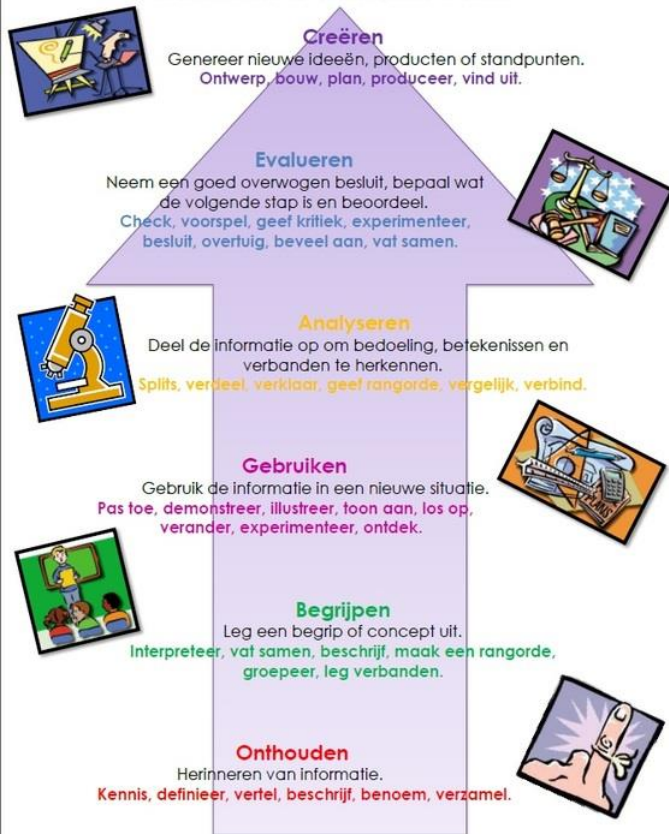 Creëren
Genereer nieuwe ideeën, producten of standpunten.
Ontwerp, bouw, plan, produceer, vind uit.
Evalueren
Neem een goed overwogen besluit, bepaal wat
de volgende stap is en beoordeel.
Check, voorspel, geef kritiek, experimenteer,
besluit, overtuig, beveel aan, vat samen.
Analyseren
Deel de informatie op om bedoeling, betekenissen en
verbanden te herkennen.
Splits, verdeel, verklaar, geef rangorde, vergelijk, verbind.
Gebruiken
Gebruik de informatie in een nieuwe situatie.
Pas toe, demonstreer, illustreer, toon aan, los op,
verander, experimenteer, ontdek.
PLANS
Begrijpen
Leg een begrip of concept uit.
Interpreteer, vat samen, beschrijf, maak een rangorde,
groepeer, leg verbanden.
Onthouden
Herinneren van informatie.
Kennis, definieer, vertel, beschrijf, benoem, verzamel.